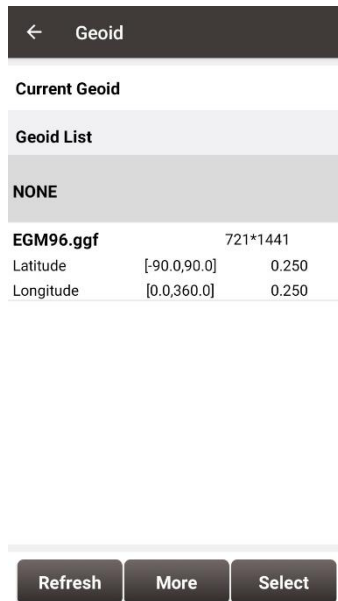 Geoid
Current Geoid
Geoid List
NONE
EGM96.ggf 721*1441
Latitude [-90.0,90.0] 0.250
Longitude [0.0,360.0] 0.250
Refresh More Select